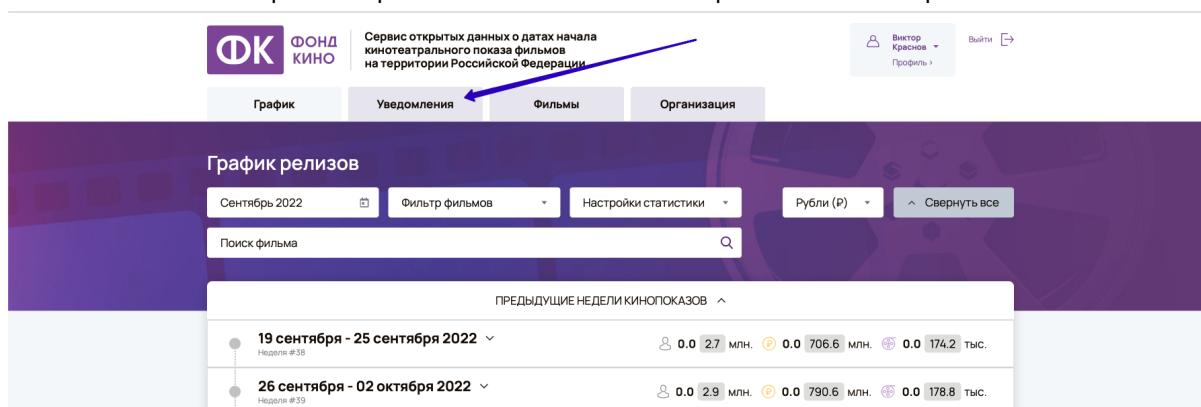 ФК ФОНД КИНО
Сервис открытых данных о датах начала
кинотеатрального показа фильмов
на территории Российской Федерации
Виктор
Краснов
Профиль ›
Выйти
График
Уведомления
Фильмы
Организация
График релизов
Сентябрь 2022
Фильтр фильмов
Настройки статистики
Рубли (₽)
Свернуть все
Поиск фильма
ПРЕДЫДУЩИЕ НЕДЕЛИ КИНОПОКАЗОВ
19 сентября - 25 сентября 2022
Неделя #38
0.0 2.7 млн. ₽ 0.0 706.6 млн. 0.0 174.2 тыс.
26 сентября - 02 октября 2022
Неделя #39
0.0 2.9 млн. ₽ 0.0 790.6 млн. 0.0 178.8 тыс.